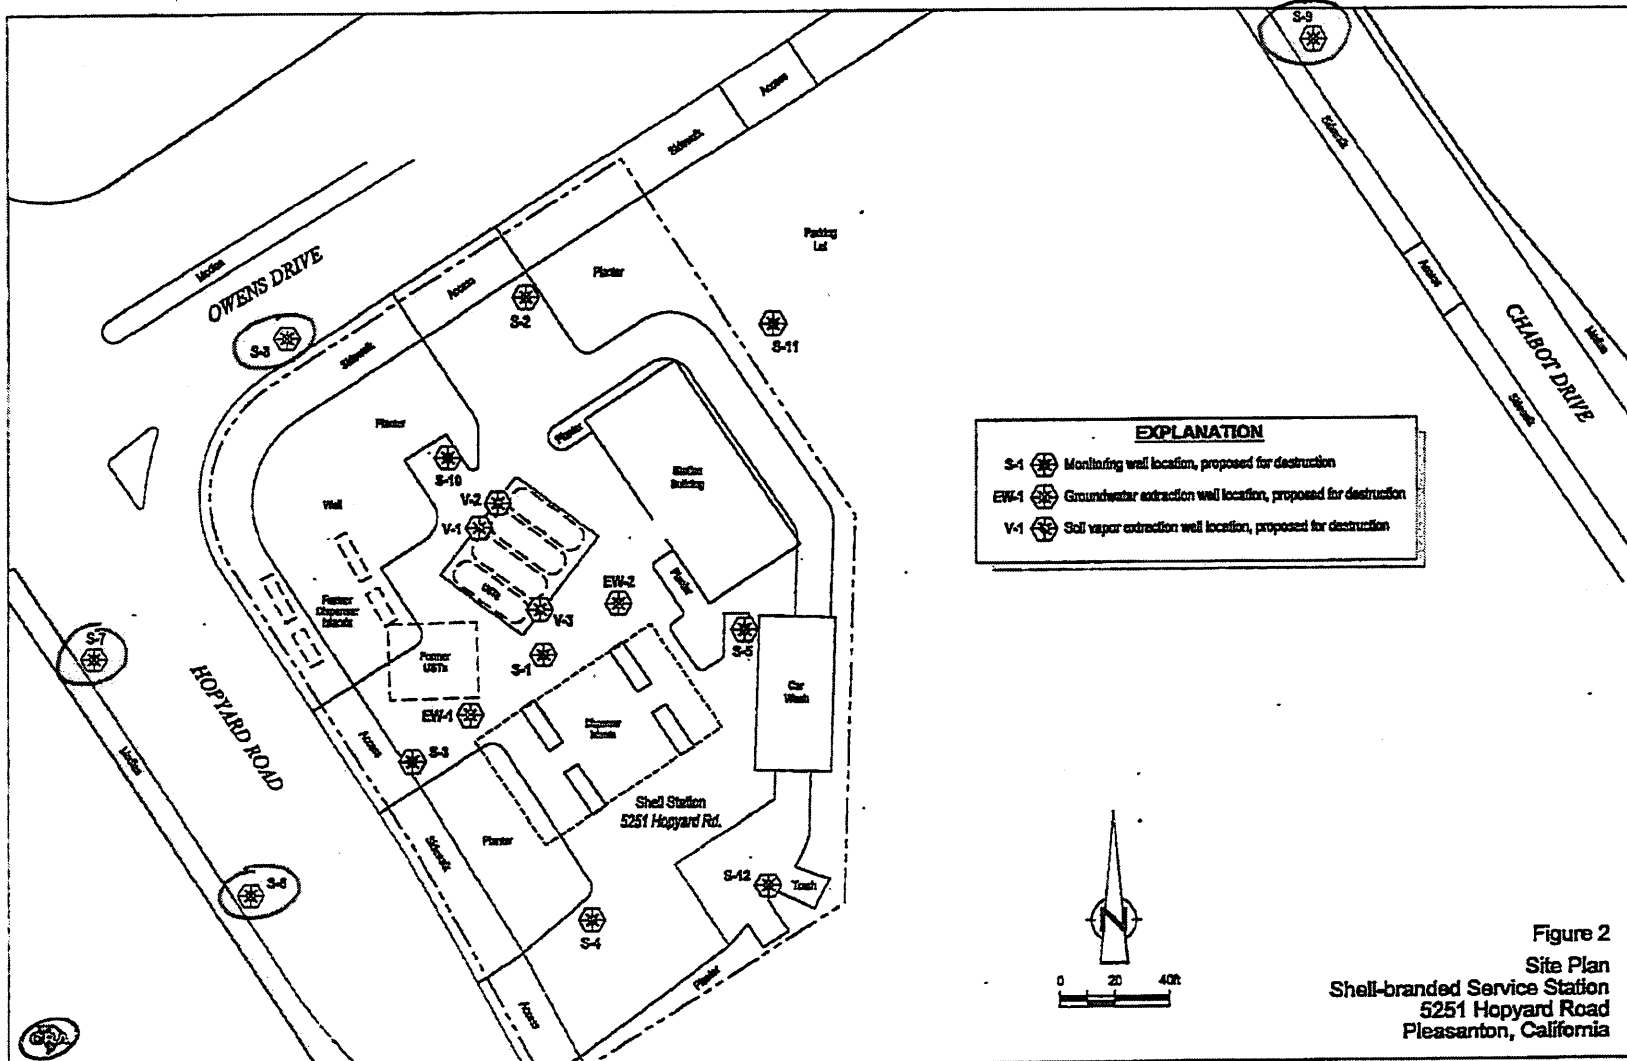 S-9
Access
Sidewalk
Sidewalk
Parking
Lot
Median
OWENS DRIVE
Planter
Access
S-2
S-11
Access
CHABOT DRIVE
Median
Sidewalk
Sidewalk
Planter
Planter
Station
Building
S-10
V-2
V-1
Well
USTs
EXPLANATION
S-1 Monitoring well location, proposed for destruction
EW-1 Groundwater extraction well location, proposed for destruction
V-1 Soil vapor extraction well location, proposed for destruction
EW-2
Planter
Former
Dispenser
Islands
V-3
S-7
S-5
Former
USTs
S-1
HOPYARD ROAD
Car
Wash
EW-1
Dispenser
Islands
Access
S-3
Median
Shell Station
5251 Hopyard Rd.
Sidewalk
Planter
S-12
Trash
S-4
Planter
Access
N
0 20 40ft
Figure 2
Site Plan
Shell-branded Service Station
5251 Hopyard Road
Pleasanton, California